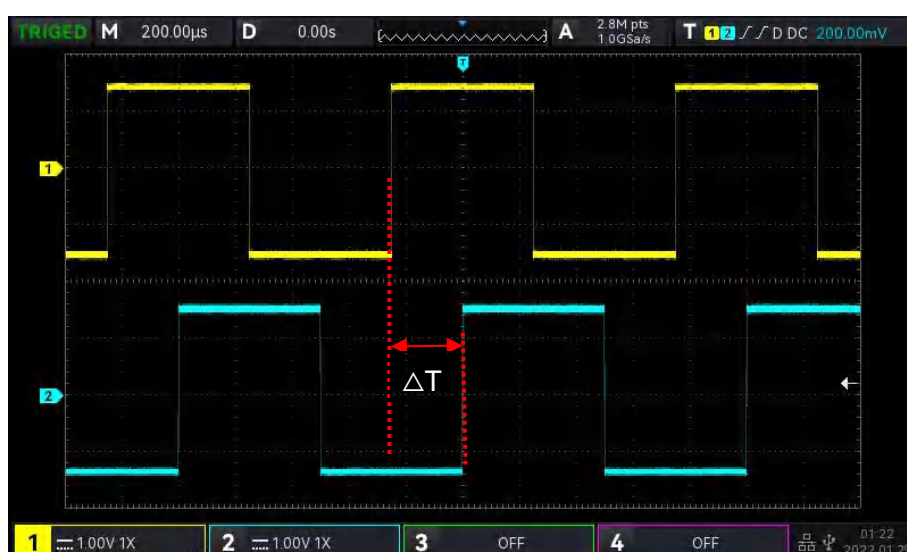 TRIGED M 200.00μs D 0.00s A 2.8M pts 1.0GSa/s T 1 2 D DC 200.00mV
T
1
△T
2
1 1.00V 1X 2 1.00V 1X 3 OFF 4 OFF 01:22